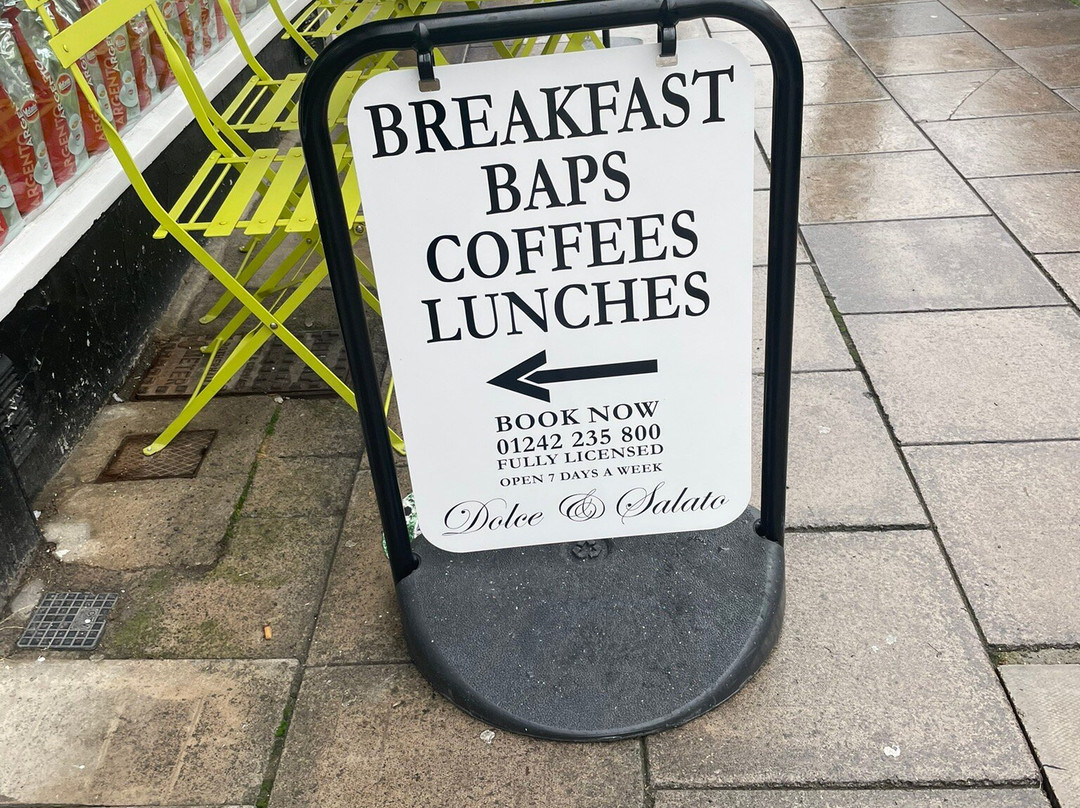 BREAKFAST
BAPS
COFFEES
LUNCHES
BOOK NOW
01242 235 800
FULLY LICENSED
OPEN 7 DAYS A WEEK
Dolce & Salato